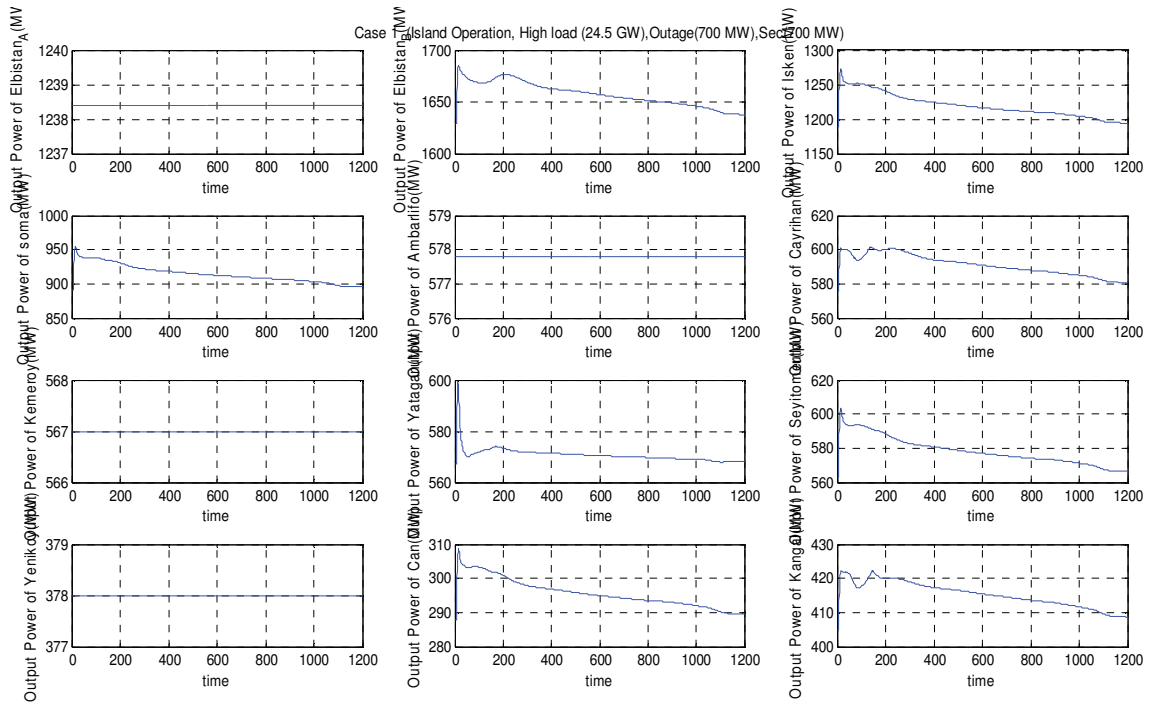 Case 1 (Island Operation, High load (24.5 GW),Outage(700 MW),Sec(700 MW)
Output Power of Elbistan_A(MW
1240
1239
1238
1237
0 200 400 600 800 1000 1200
time
Output Power of Elbistan_B(MV
1700
1650
1600
0 200 400 600 800 1000 1200
time
Output Power of Isken(MW)
1300
1250
1200
1150
0 200 400 600 800 1000 1200
time
Output Power of soma(MW)
1000
950
900
850
0 200 400 600 800 1000 1200
time
Output Power of Ambarlifo(MW)
579
578
577
576
0 200 400 600 800 1000 1200
time
Output Power of Cayrihan(MW)
620
600
580
560
0 200 400 600 800 1000 1200
time
Output Power of Kemeroy(MW)
568
567
566
0 200 400 600 800 1000 1200
time
Output Power of Yatagan(MW)
600
580
560
0 200 400 600 800 1000 1200
time
Output Power of Seyitomer(MW)
620
600
580
560
0 200 400 600 800 1000 1200
time
Output Power of Yenikoy(MW)
379
378
377
0 200 400 600 800 1000 1200
time
Output Power of Can(MW)
310
300
290
280
0 200 400 600 800 1000 1200
time
Output Power of Kangal(MW)
430
420
410
400
0 200 400 600 800 1000 1200
time